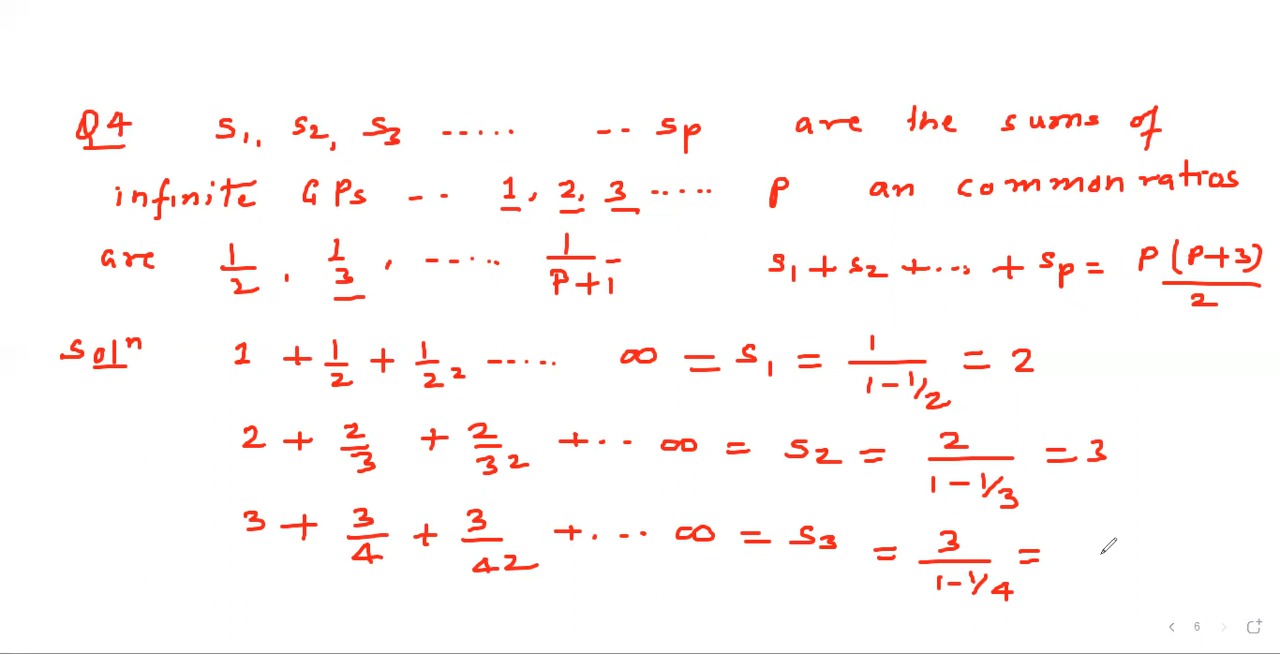 Q4 S₁, S₂, S₃ ..... -- Sp are the sums of
infinite GPs -- 1, 2, 3 ..... P an common ratios
are 1/2, 1/3, ..... 1/(P+1) S₁+S₂+...+Sp = P(P+3)/2
Solⁿ 1 + 1/2 + 1/2² ..... ∞ = S₁ = 1/(1-1/2) = 2
2 + 2/3 + 2/3² + ... ∞ = S₂ = 2/(1-1/3) = 3
3 + 3/4 + 3/4² + ... ∞ = S₃ = 3/(1-1/4) =
< 6 >